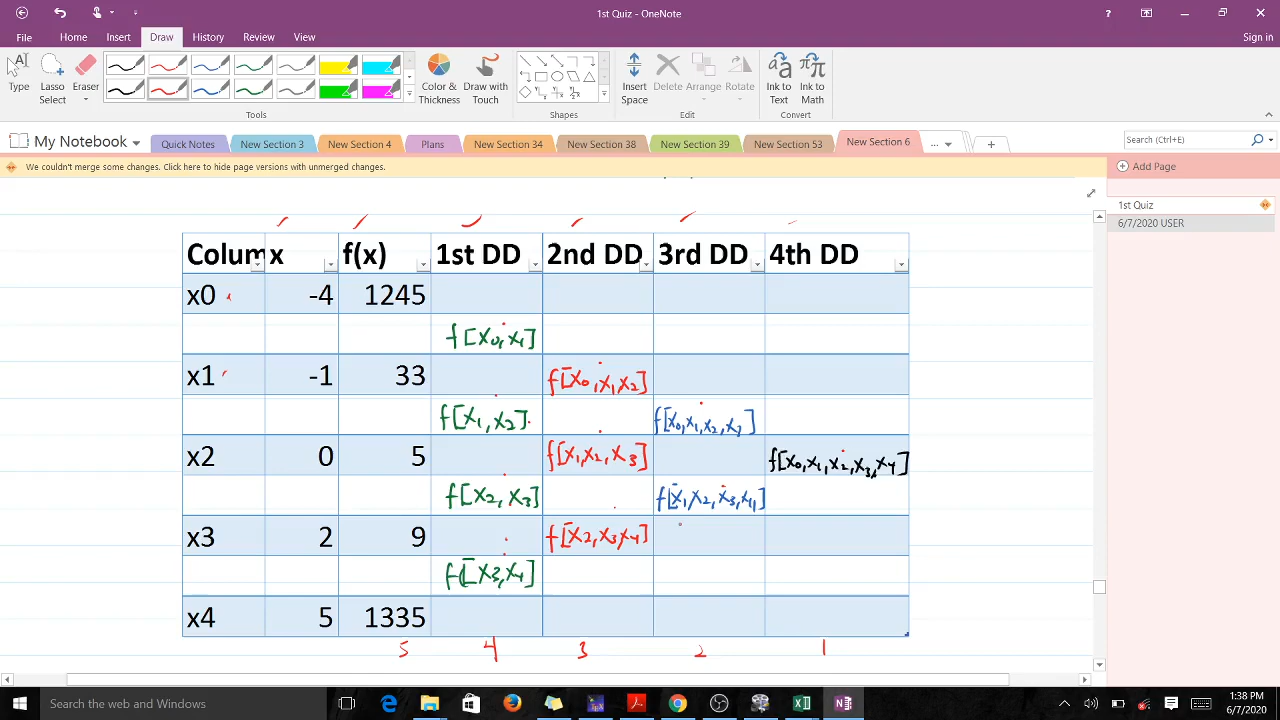 1st Quiz - OneNote
? Sign in
File Home Insert Draw History Review View
Type Lasso Select Eraser Color & Thickness Draw with Touch Insert Space Delete Arrange Rotate Ink to Text Ink to Math
Tools Shapes Edit Convert
My Notebook Quick Notes New Section 3 New Section 4 Plans New Section 34 New Section 38 New Section 39 New Section 53 New Section 6 ... + Search (Ctrl+E)
We couldn't merge some changes. Click here to hide page versions with unmerged changes.
Add Page
1st Quiz
6/7/2020 USER
Colum x f(x) 1st DD 2nd DD 3rd DD 4th DD
x0 -4 1245
f[x0,x1]
x1 -1 33 f[x0,x1,x2]
f[x1,x2] f[x0,x1,x2,x3]
x2 0 5 f[x1,x2,x3] f[x0,x1,x2,x3,x4]
f[x2,x3] f[x1,x2,x3,x4]
x3 2 9 f[x2,x3,x4]
f[x3,x4]
x4 5 1335
5 4 3 2 1
Search the web and Windows
1:38 PM
6/7/2020